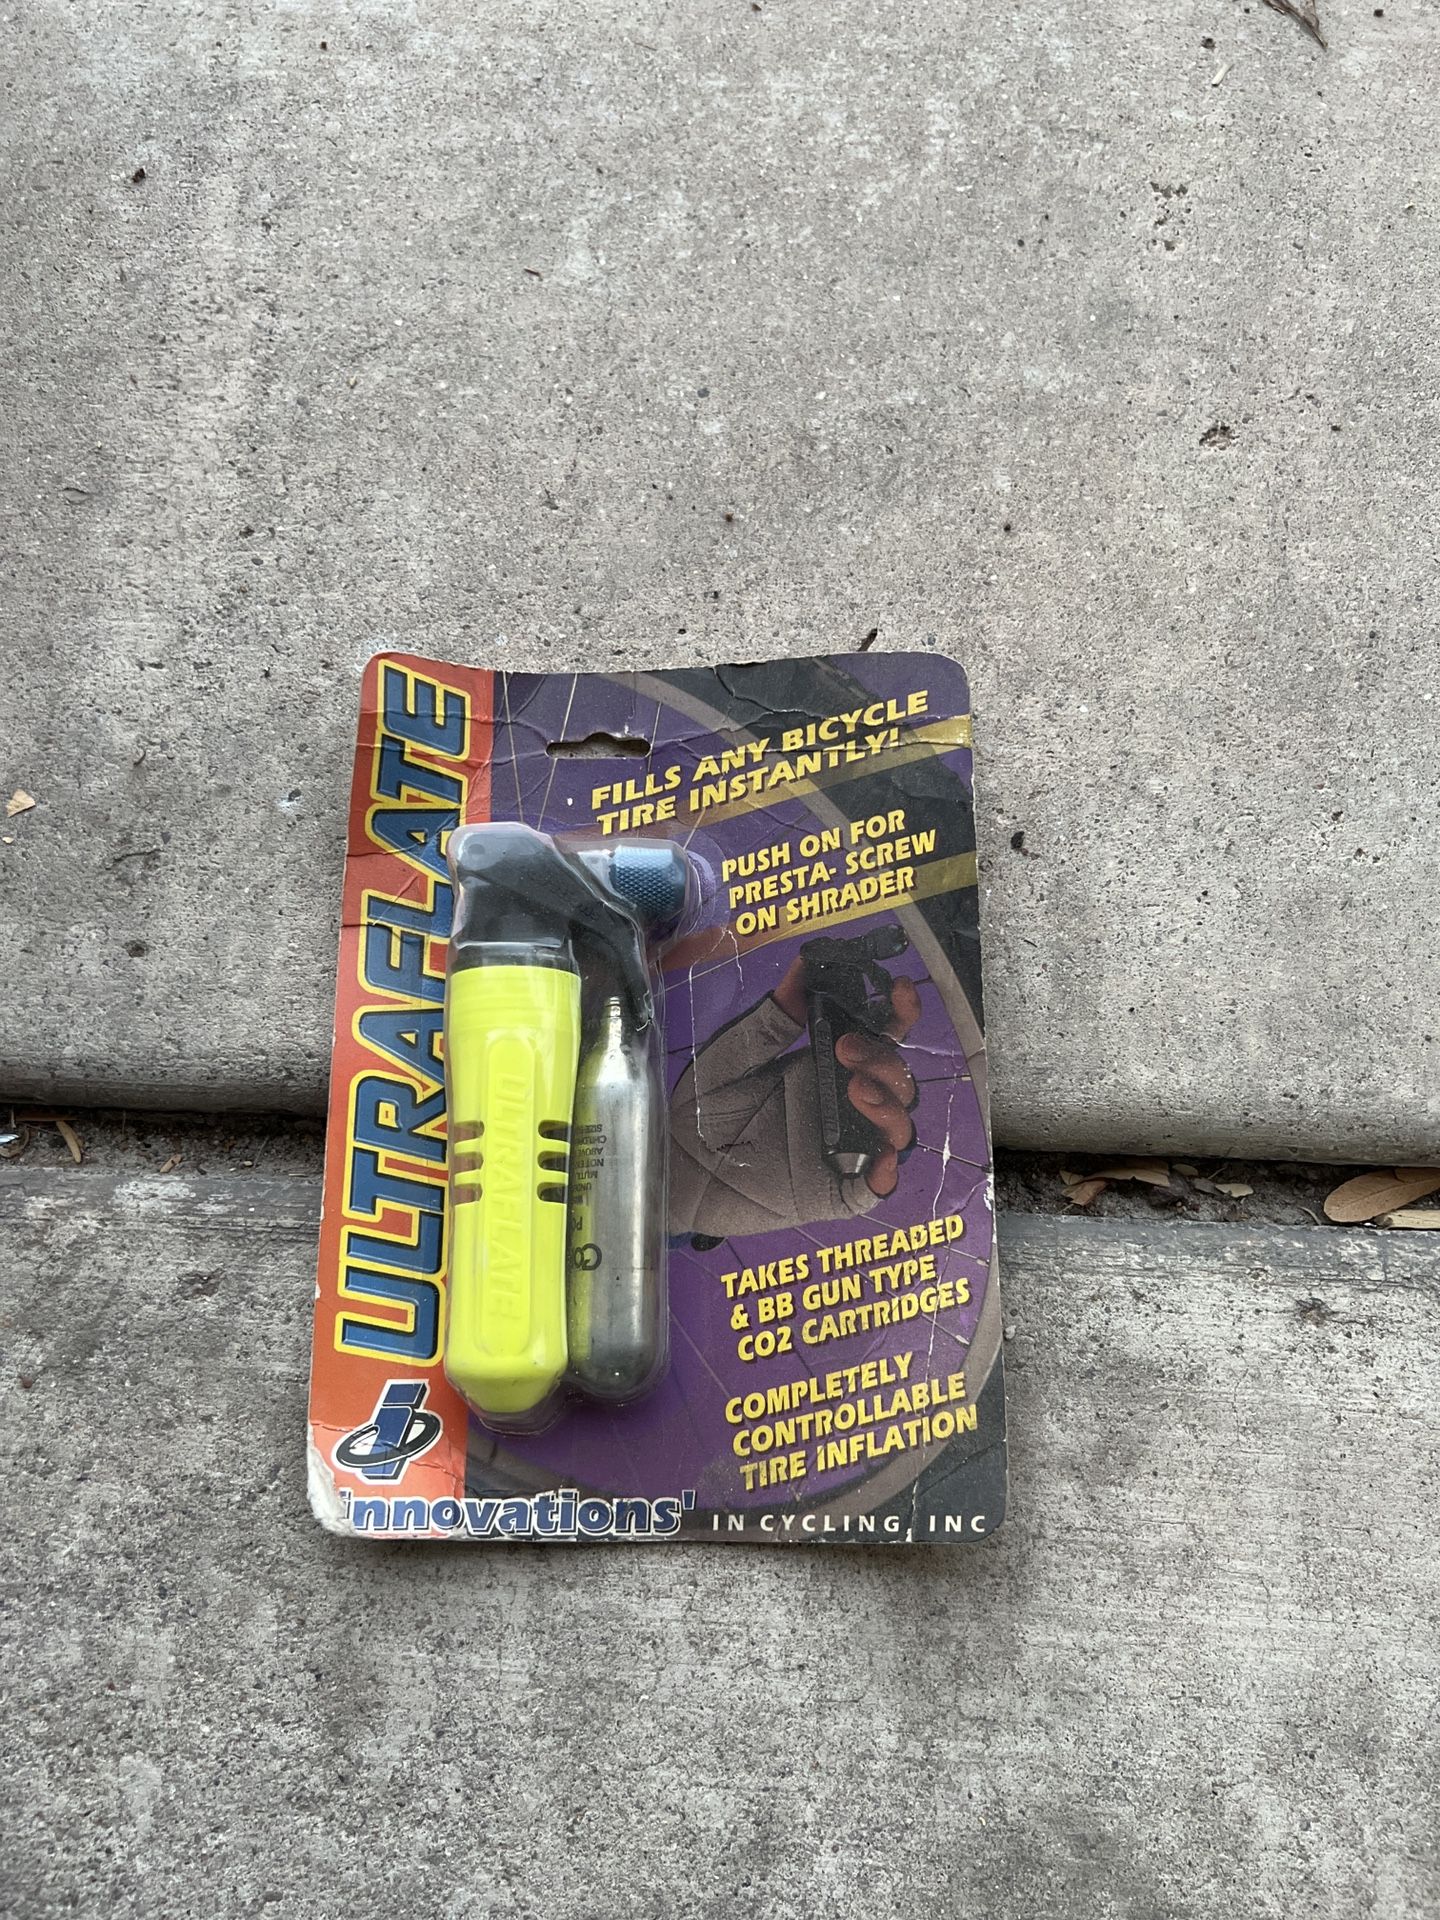 ULTRAFLATE
FILLS ANY BICYCLE
TIRE INSTANTLY!
PUSH ON FOR
PRESTA- SCREW
ON SHRADER
ULTRAFLATE
TAKES THREADED
& BB GUN TYPE
CO2 CARTRIDGES
COMPLETELY
CONTROLLABLE
TIRE INFLATION
'innovations' IN CYCLING, INC